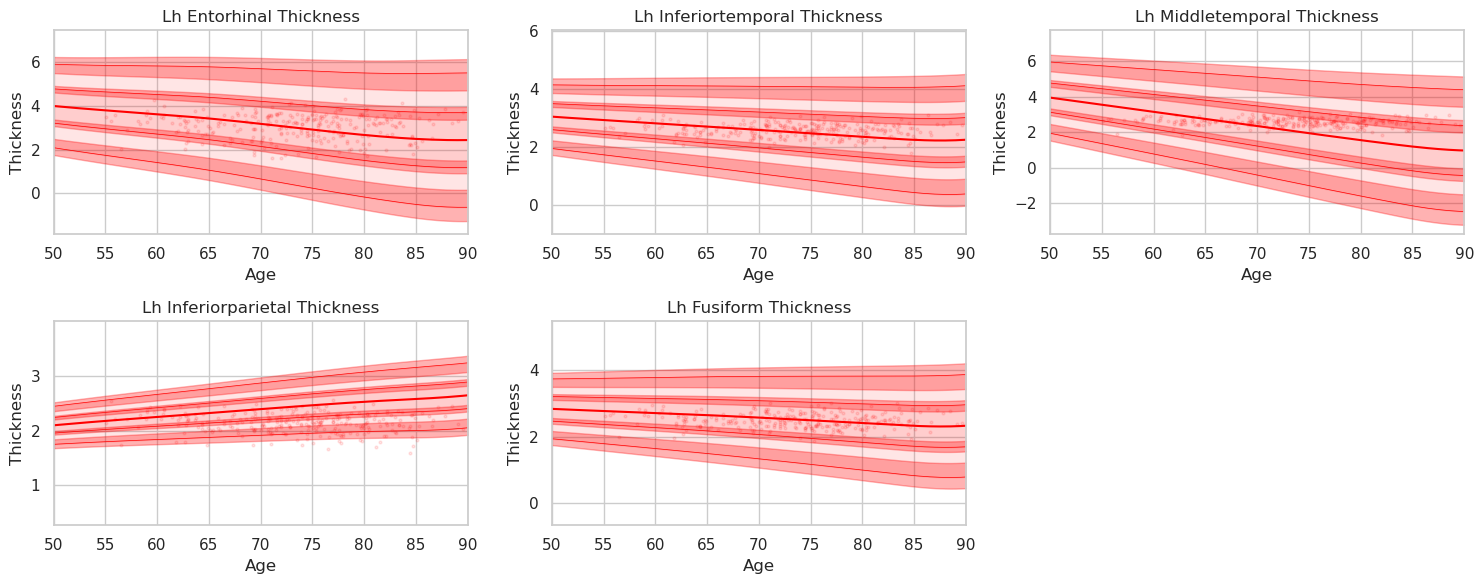 Lh Entorhinal Thickness
Thickness
6
4
2
0
50 55 60 65 70 75 80 85 90
Age
Lh Inferiortemporal Thickness
Thickness
6
4
2
0
50 55 60 65 70 75 80 85 90
Age
Lh Middletemporal Thickness
Thickness
6
4
2
0
−2
50 55 60 65 70 75 80 85 90
Age
Lh Inferiorparietal Thickness
Thickness
3
2
1
50 55 60 65 70 75 80 85 90
Age
Lh Fusiform Thickness
Thickness
4
2
0
50 55 60 65 70 75 80 85 90
Age